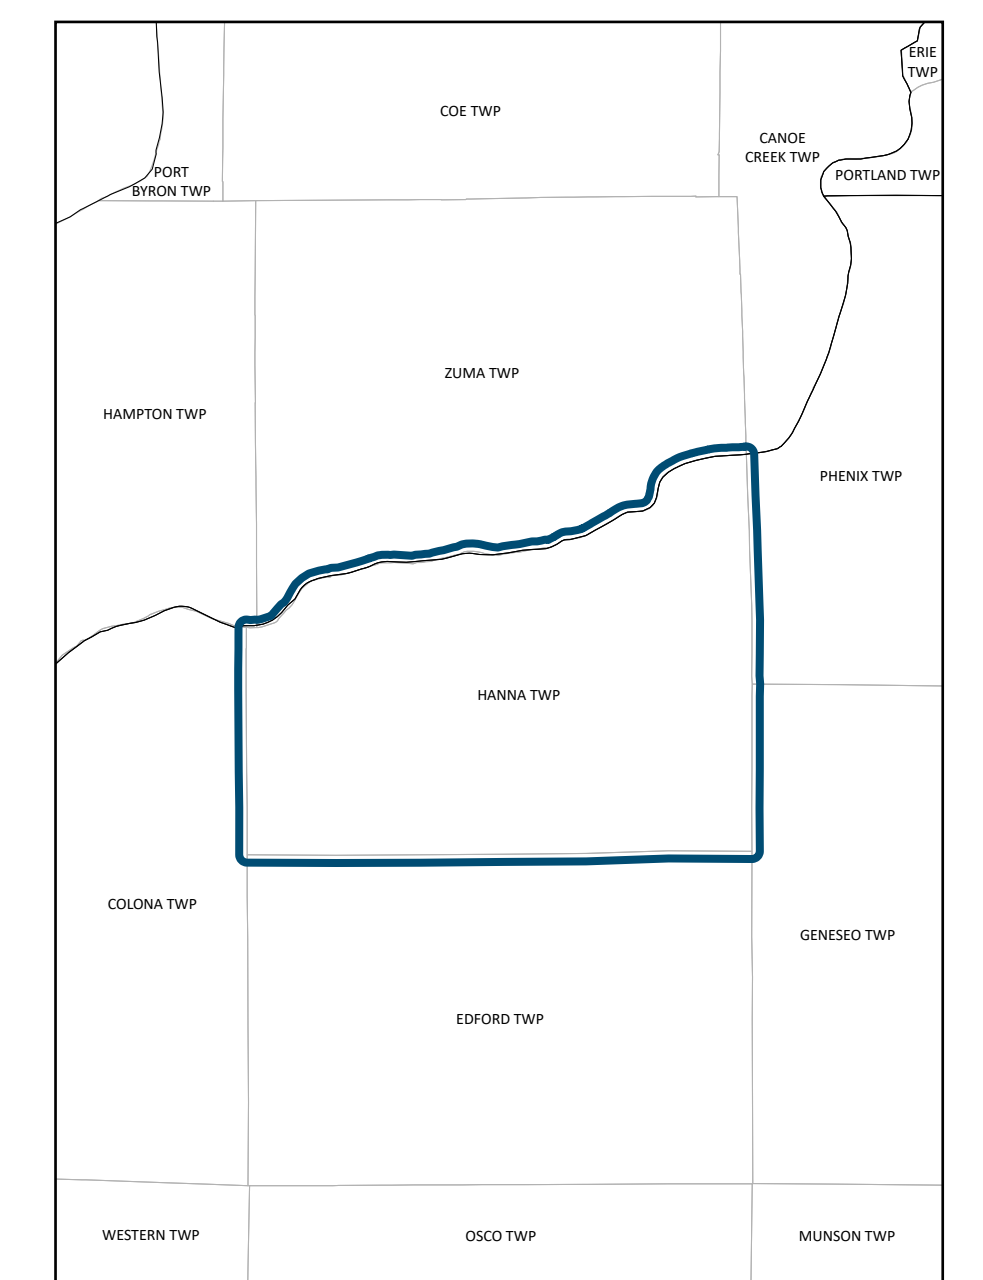 ERIE
TWP
COE TWP
CANOE
CREEK TWP
PORT
BYRON TWP
PORTLAND TWP
ZUMA TWP
HAMPTON TWP
PHENIX TWP
HANNA TWP
COLONA TWP
GENESEO TWP
EDFORD TWP
WESTERN TWP
OSCO TWP
MUNSON TWP